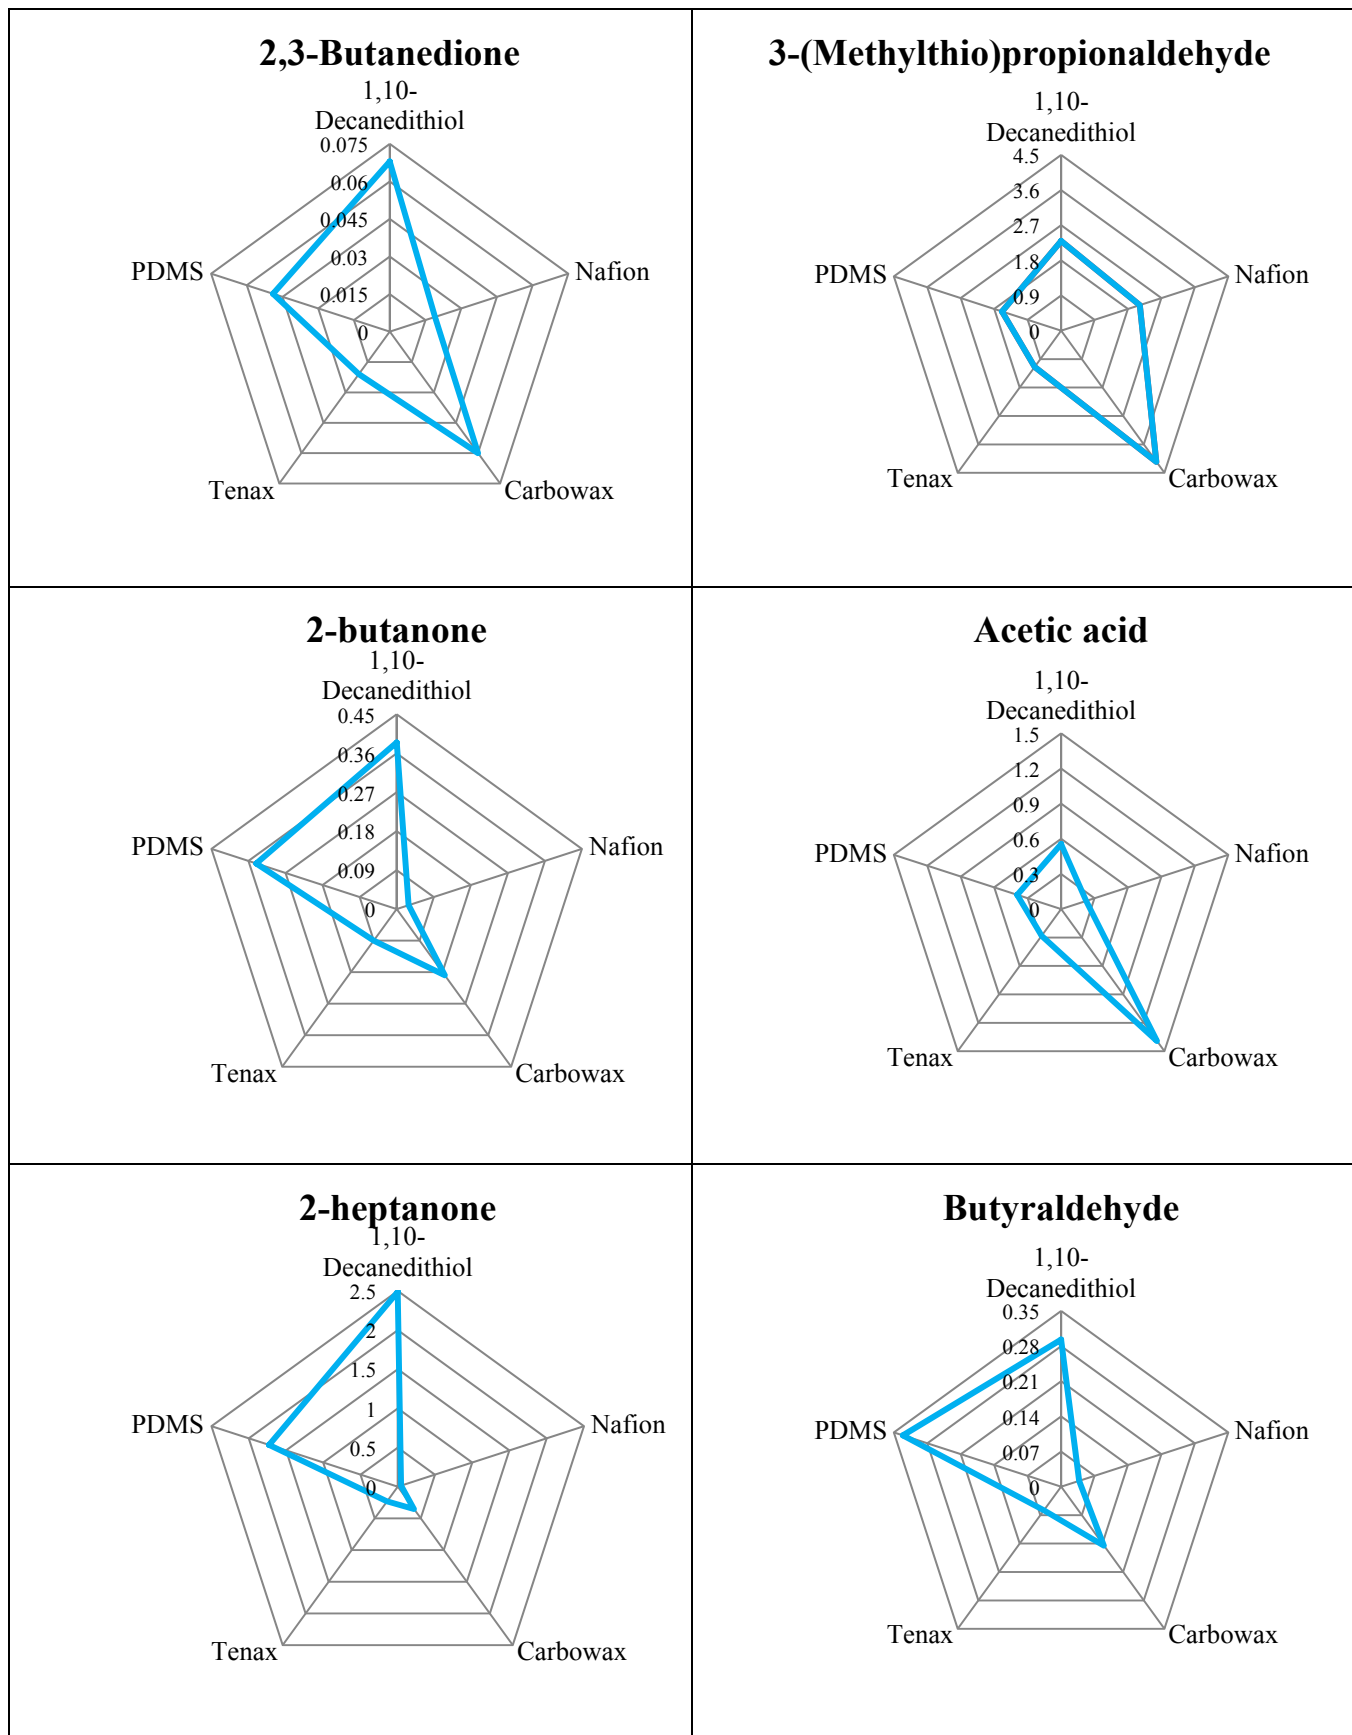 2,3-Butanedione
1,10-
Decanedithiol
0.075
0.06
0.045
0.03
0.015
0
PDMS
Nafion
Tenax
Carbowax
3-(Methylthio)propionaldehyde
1,10-
Decanedithiol
4.5
3.6
2.7
1.8
0.9
0
PDMS
Nafion
Tenax
Carbowax
2-butanone
1,10-
Decanedithiol
0.45
0.36
0.27
0.18
0.09
0
PDMS
Nafion
Tenax
Carbowax
Acetic acid
1,10-
Decanedithiol
1.5
1.2
0.9
0.6
0.3
0
PDMS
Nafion
Tenax
Carbowax
2-heptanone
1,10-
Decanedithiol
2.5
2
1.5
1
0.5
0
PDMS
Nafion
Tenax
Carbowax
Butyraldehyde
1,10-
Decanedithiol
0.35
0.28
0.21
0.14
0.07
0
PDMS
Nafion
Tenax
Carbowax